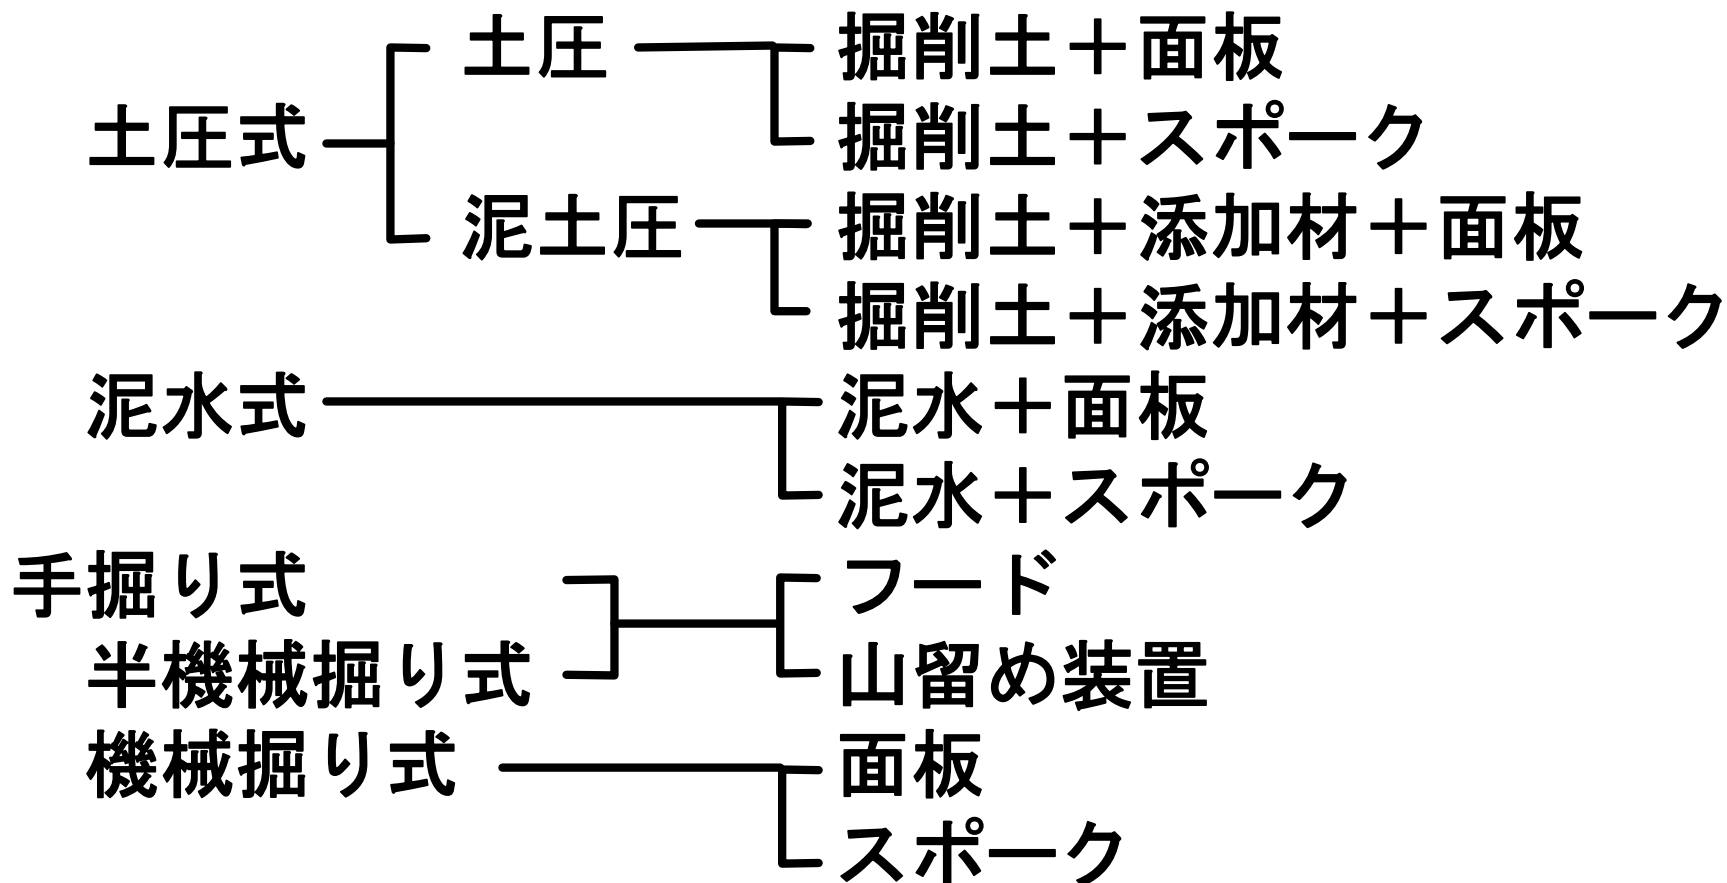 土圧 掘削土＋面板
土圧式 掘削土＋スポーク
泥土圧 掘削土＋添加材＋面板
掘削土＋添加材＋スポーク
泥水式 泥水＋面板
泥水＋スポーク
手掘り式 フード
半機械掘り式 山留め装置
機械掘り式 面板
スポーク